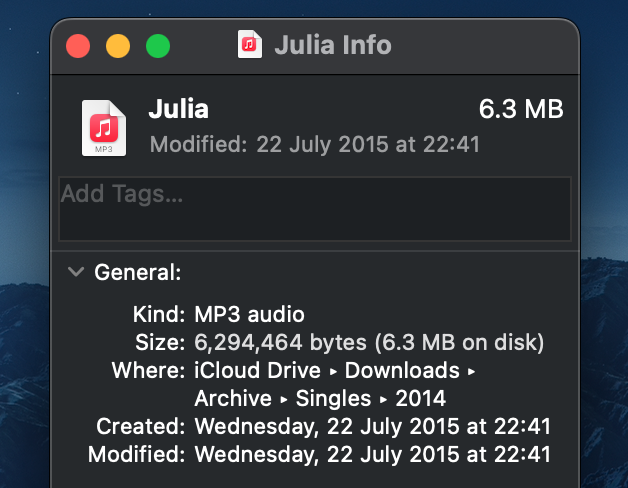 Julia Info
Julia 6.3 MB
MP3
Modified: 22 July 2015 at 22:41
Add Tags...
General:
Kind: MP3 audio
Size: 6,294,464 bytes (6.3 MB on disk)
Where: iCloud Drive ▸ Downloads ▸
Archive ▸ Singles ▸ 2014
Created: Wednesday, 22 July 2015 at 22:41
Modified: Wednesday, 22 July 2015 at 22:41